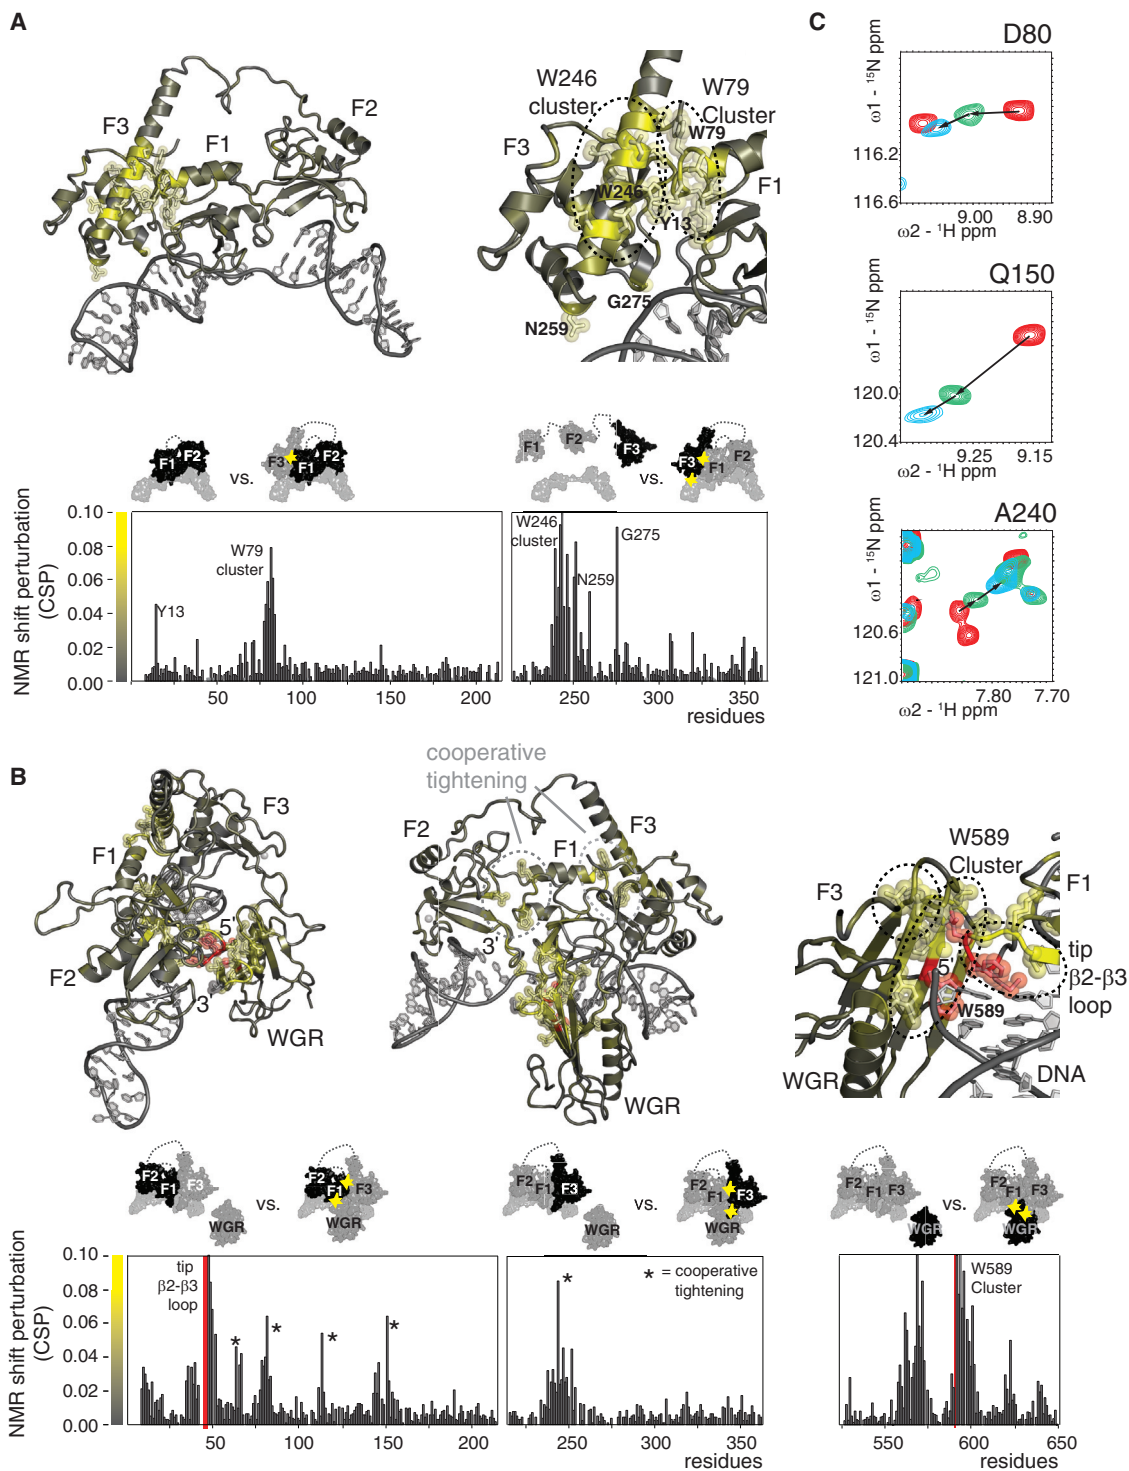 A
F3
F1
F2
W246
cluster
W79
Cluster
W79
F3
W246
F1
Y13
G275
N259
C
D80
ω1 - ¹⁵N ppm
116.2
116.6
9.00
8.90
ω2 - ¹H ppm
Q150
ω1 - ¹⁵N ppm
120.0
120.4
9.25
9.15
ω2 - ¹H ppm
A240
ω1 - ¹⁵N ppm
120.6
121.0
7.80
7.70
ω2 - ¹H ppm
F1
F2
vs.
F3
F1
F2
F1
F2
F3
vs.
F3
F1
F2
NMR shift perturbation
(CSP)
0.10
0.08
0.06
0.04
0.02
0.00
Y13
W79
cluster
50
100
150
200
W246
cluster
N259
G275
250
300
350
residues
B
F3
F1
5'
F2
3'
WGR
cooperative
tightening
F2
F1
F3
3'
WGR
W589
Cluster
F3
F1
tip
β2-β3
loop
5'
W589
WGR
DNA
F2
F1
F3
WGR
vs.
F2
F1
F3
WGR
F2
F1
F3
WGR
vs.
F2
F1
F3
WGR
F2
F1
F3
WGR
vs.
F2
F1
F3
WGR
NMR shift perturbation
(CSP)
0.10
0.08
0.06
0.04
0.02
0.00
tip
β2-β3
loop
*
*
*
*
50
100
150
200
*
* = cooperative
tightening
250
300
350
residues
W589
Cluster
550
600
650
residues